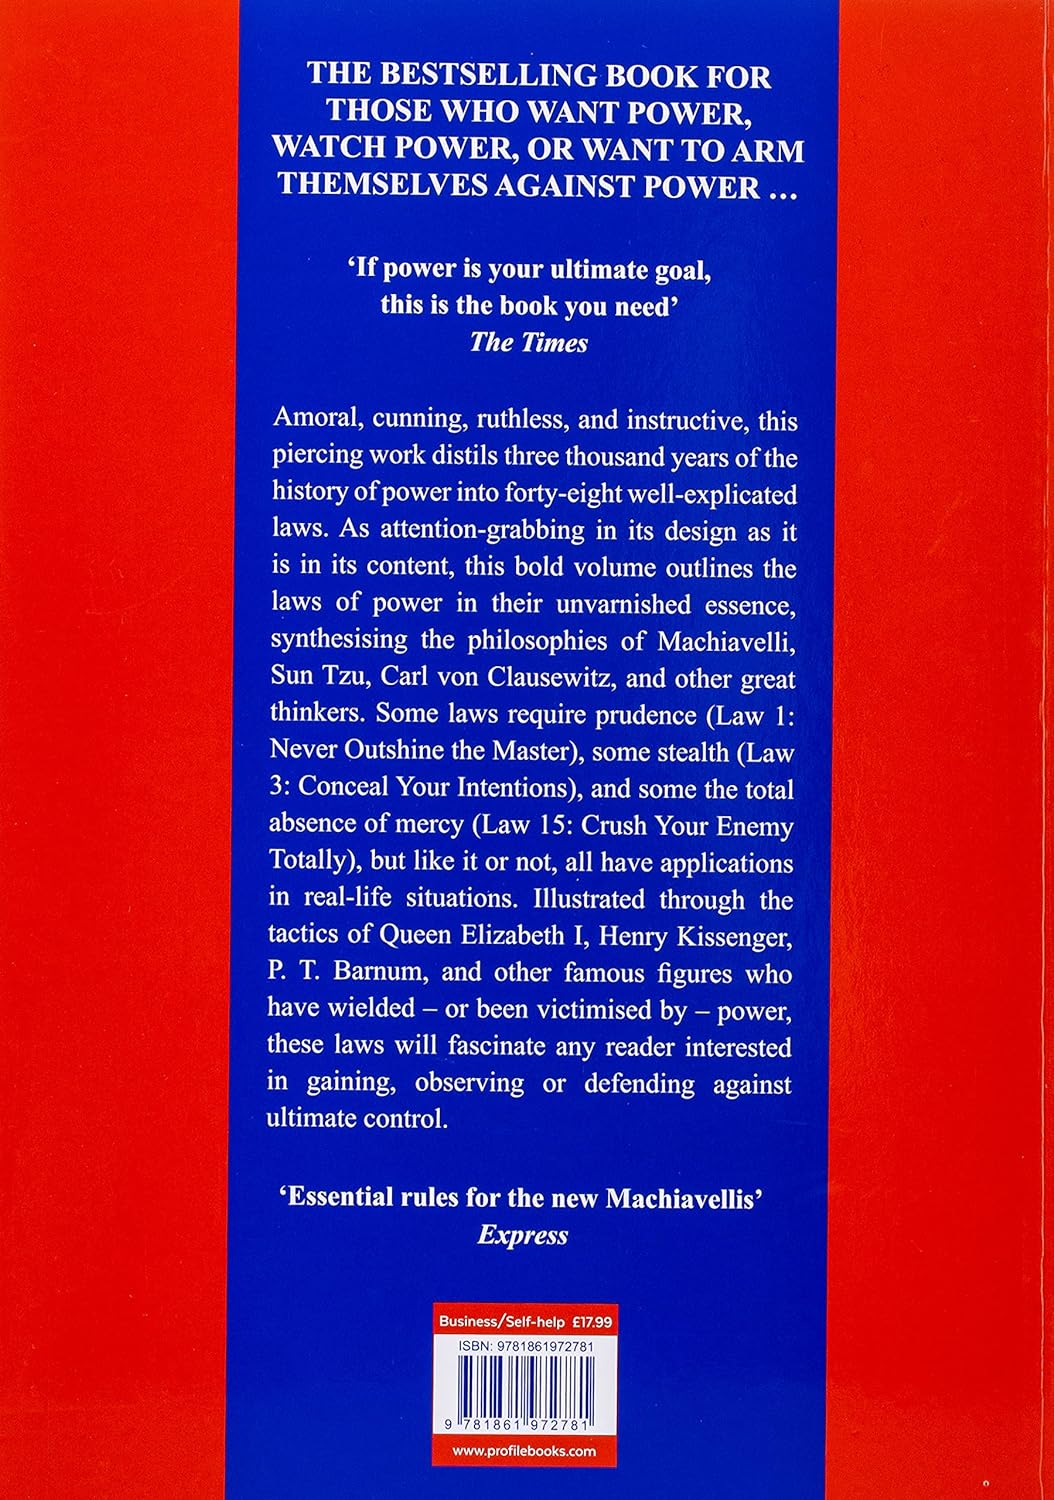 THE BESTSELLING BOOK FOR
THOSE WHO WANT POWER,
WATCH POWER, OR WANT TO ARM
THEMSELVES AGAINST POWER ...
‘If power is your ultimate goal,
this is the book you need’
The Times
Amoral, cunning, ruthless, and instructive, this
piercing work distils three thousand years of the
history of power into forty-eight well-explicated
laws. As attention-grabbing in its design as it
is in its content, this bold volume outlines the
laws of power in their unvarnished essence,
synthesising the philosophies of Machiavelli,
Sun Tzu, Carl von Clausewitz, and other great
thinkers. Some laws require prudence (Law 1:
Never Outshine the Master), some stealth (Law
3: Conceal Your Intentions), and some the total
absence of mercy (Law 15: Crush Your Enemy
Totally), but like it or not, all have applications
in real-life situations. Illustrated through the
tactics of Queen Elizabeth I, Henry Kissenger,
P. T. Barnum, and other famous figures who
have wielded – or been victimised by – power,
these laws will fascinate any reader interested
in gaining, observing or defending against
ultimate control.
‘Essential rules for the new Machiavellis’
Express
Business/Self-help £17.99
ISBN: 9781861972781
9 781861 972781
www.profilebooks.com